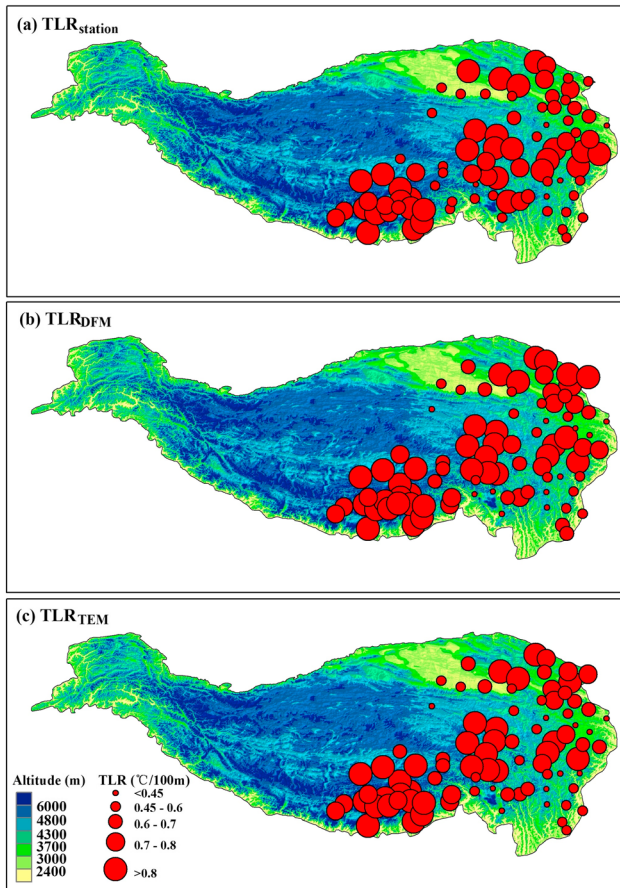 (a) TLRstation
(b) TLRDFM
(c) TLRTEM
Altitude (m)
6000
4800
4300
3700
3000
2400
TLR (℃/100m)
<0.45
0.45 - 0.6
0.6 - 0.7
0.7 - 0.8
>0.8